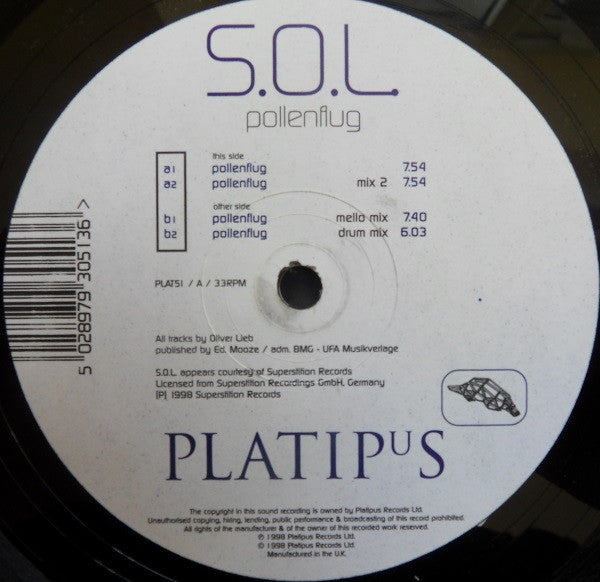 S.O.L.
pollenflug
this side
a1 pollenflug 7.54
a2 pollenflug mix 2 7.54
other side
b1 pollenflug mello mix 7.40
b2 pollenflug drum mix 6.03
5 028979 305136 >
PLAT51 / A / 33RPM
All tracks by Oliver Lieb
published by Ed. Mooze / adm. BMG - UFA Musikverlage
S.O.L. appears courtesy of Superstition Records
Licensed from Superstition Recordings GmbH, Germany
[P] 1998 Superstition Records
PLATIPUS
The copyright in this sound recording is owned by Platipus Records Ltd.
Unauthorised copying, hiring, lending, public performance & broadcasting of this record prohibited.
All rights of the manufacturer & of the owner of this recorded work reserved.
℗ 1998 Platipus Records Ltd.
© 1998 Platipus Records Ltd.
Manufactured in the U.K.